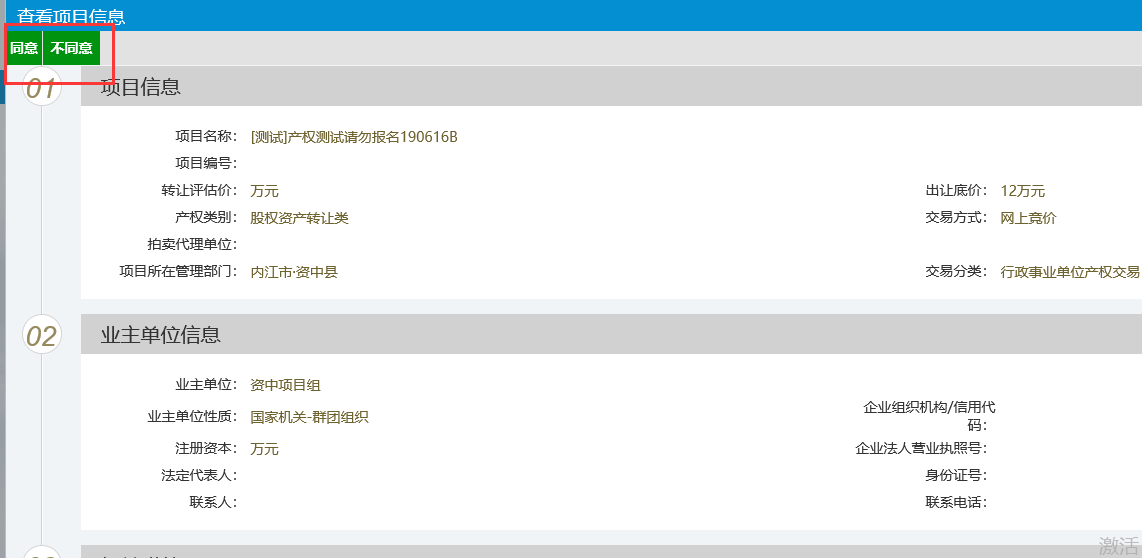 查看项目信息
同意 不同意
01 项目信息
项目名称: [测试]产权测试请勿报名190616B
项目编号:
转让评估价: 万元 出让底价: 12万元
产权类别: 股权资产转让类 交易方式: 网上竞价
拍卖代理单位:
项目所在管理部门: 内江市·资中县 交易分类: 行政事业单位产权交易
02 业主单位信息
业主单位: 资中项目组
企业组织机构/信用代
业主单位性质: 国家机关-群团组织 码:
注册资本: 万元 企业法人营业执照号:
法定代表人: 身份证号:
联系人: 联系电话:
激活